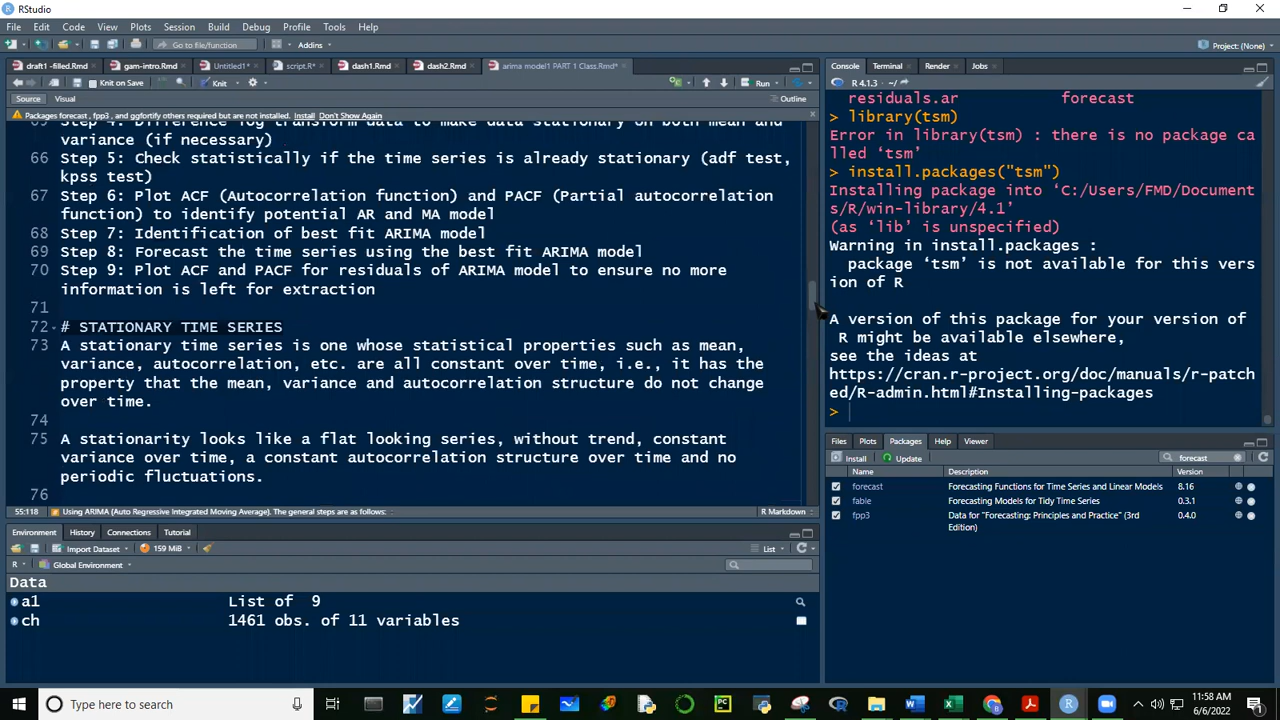 RStudio
File Edit Code View Plots Session Build Debug Profile Tools Help
Go to file/function Addins Project: (None)
draft1 -filled.Rmd gam-intro.Rmd Untitled1* script.R* dash1.Rmd dash2.Rmd arima model1 PART 1 Class.Rmd*
Knit on Save Knit Run
Source Visual Outline
Packages forecast, fpp3, and ggfortify others required but are not installed. Install Don't Show Again
variance (if necessary)
66 Step 5: Check statistically if the time series is already stationary (adf test,
kpss test)
67 Step 6: Plot ACF (Autocorrelation function) and PACF (Partial autocorrelation
function) to identify potential AR and MA model
68 Step 7: Identification of best fit ARIMA model
69 Step 8: Forecast the time series using the best fit ARIMA model
70 Step 9: Plot ACF and PACF for residuals of ARIMA model to ensure no more
information is left for extraction
71
72 # STATIONARY TIME SERIES
73 A stationary time series is one whose statistical properties such as mean,
variance, autocorrelation, etc. are all constant over time, i.e., it has the
property that the mean, variance and autocorrelation structure do not change
over time.
74
75 A stationarity looks like a flat looking series, without trend, constant
variance over time, a constant autocorrelation structure over time and no
periodic fluctuations.
76
55:118 Using ARIMA (Auto Regressive Integrated Moving Average). The general steps are as follows: R Markdown
Environment History Connections Tutorial
Import Dataset 159 MiB List
R Global Environment
Data
a1 List of 9
ch 1461 obs. of 11 variables
Console Terminal Render Jobs
R 4.1.3 · ~/
residuals.ar forecast
> library(tsm)
Error in library(tsm) : there is no package ca
lled ‘tsm’
> install.packages("tsm")
Installing package into ‘C:/Users/FMD/Document
s/R/win-library/4.1’
(as ‘lib’ is unspecified)
Warning in install.packages :
package ‘tsm’ is not available for this vers
ion of R
A version of this package for your version of
R might be available elsewhere,
see the ideas at
https://cran.r-project.org/doc/manuals/r-patch
ed/R-admin.html#Installing-packages
>
Files Plots Packages Help Viewer
Install Update forecast
Name Description Version
forecast Forecasting Functions for Time Series and Linear Models 8.16
fable Forecasting Models for Tidy Time Series 0.3.1
fpp3 Data for "Forecasting: Principles and Practice" (3rd 0.4.0
Edition)
Type here to search
11:58 AM
6/6/2022